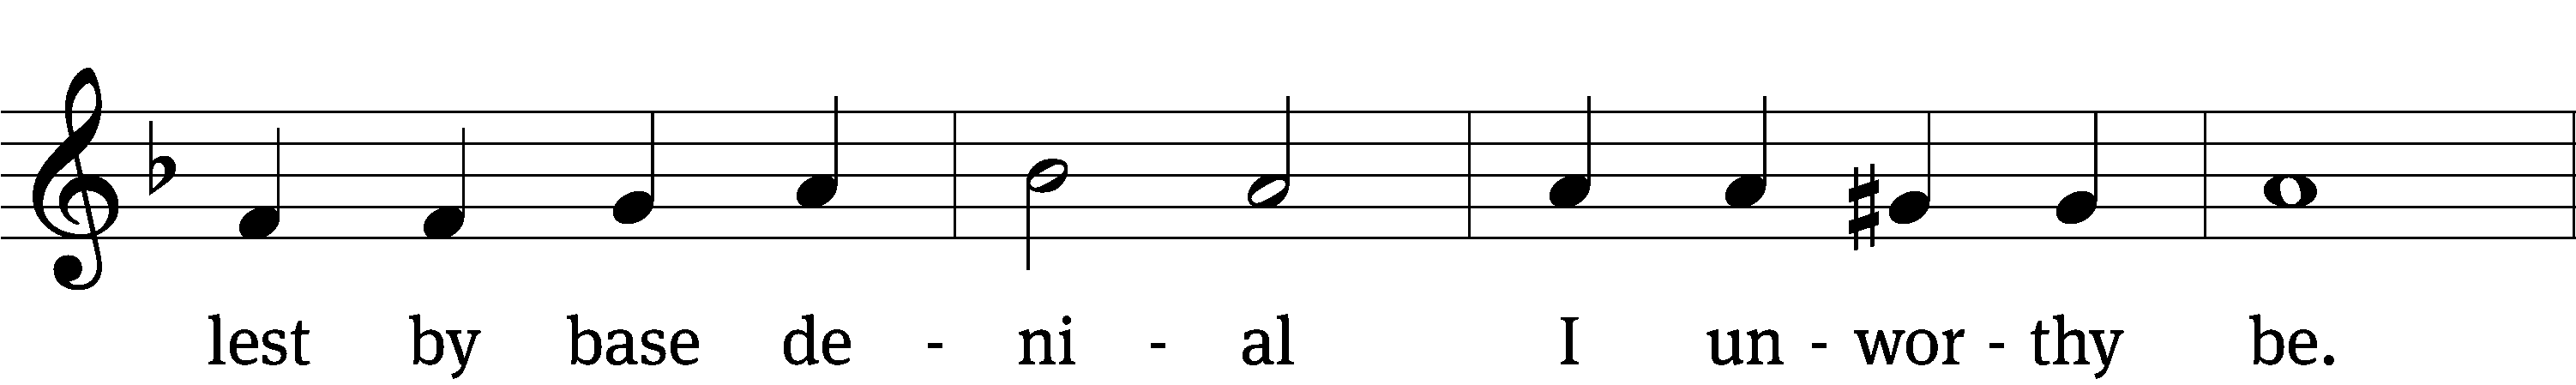 lest by base de - ni - al I un - wor - thy be.